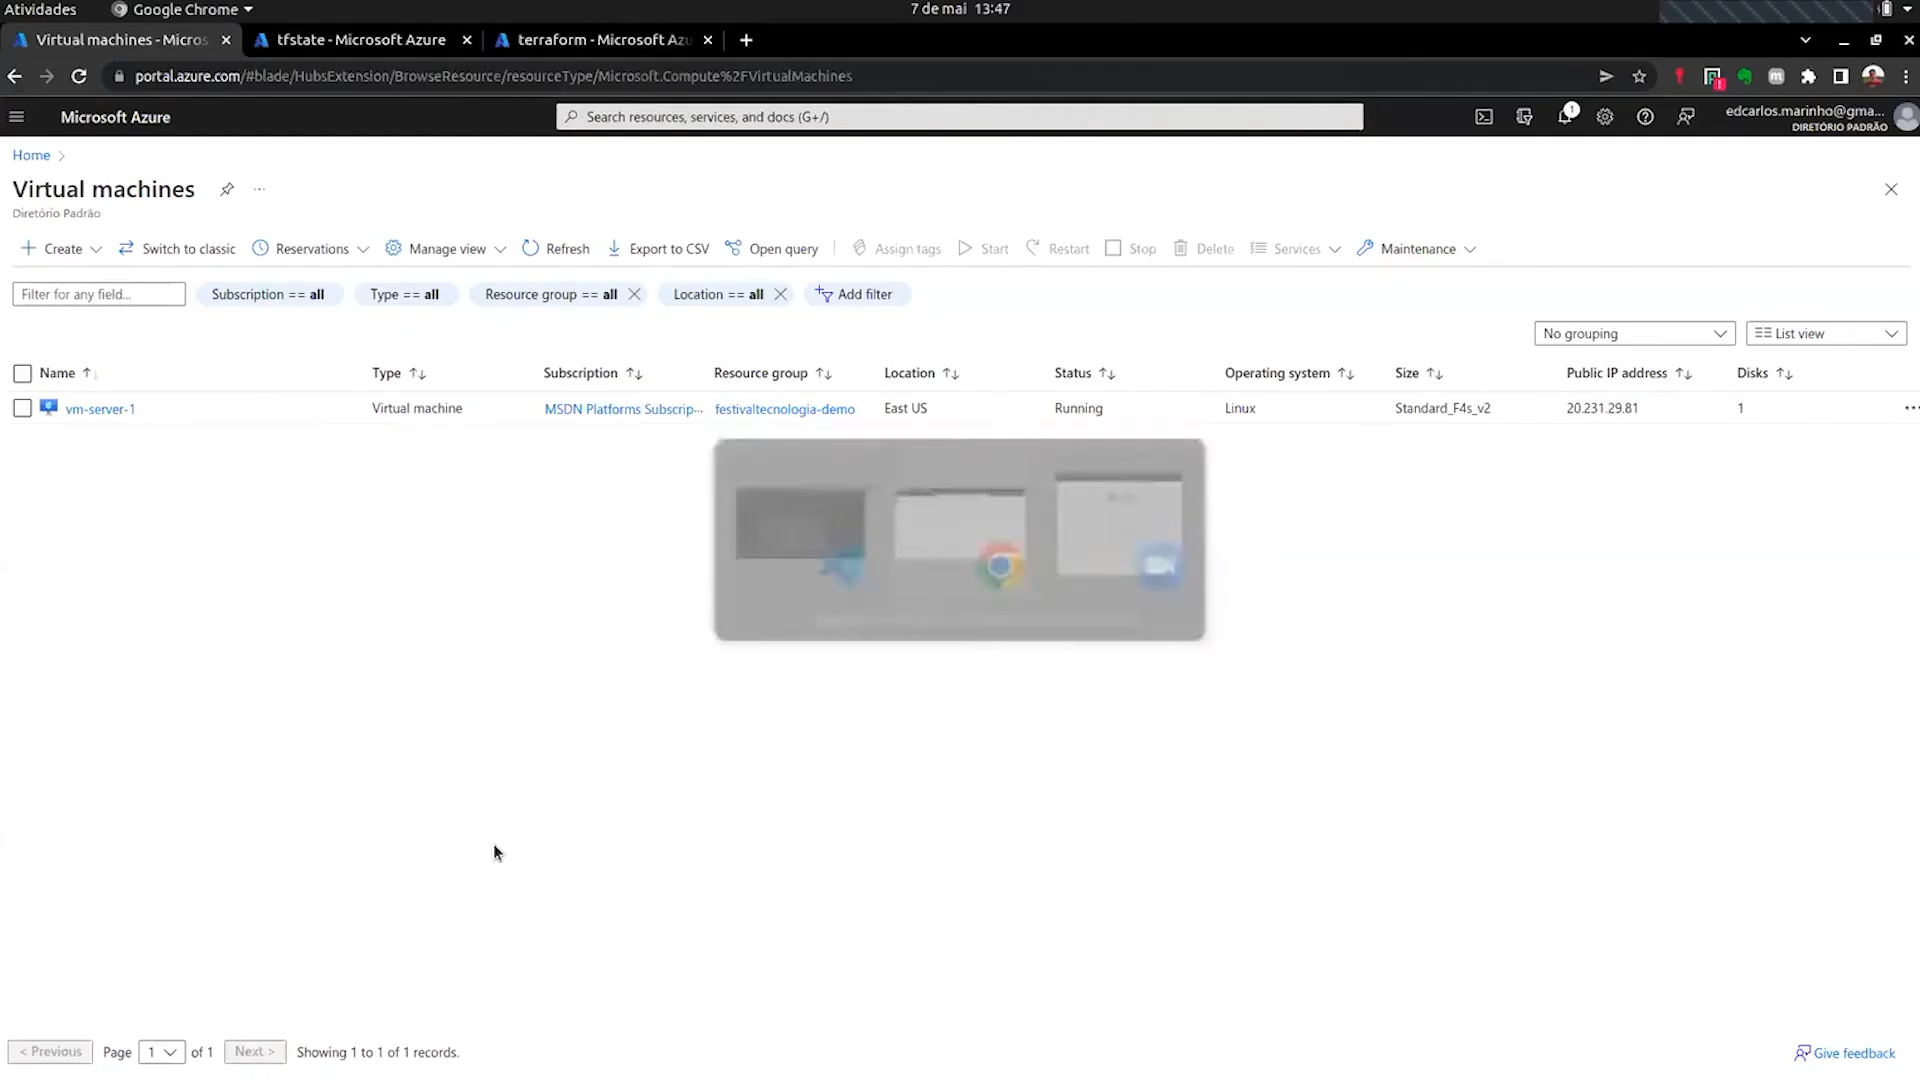 Atividades Google Chrome 7 de mai 13:47
Virtual machines - Micros tfstate - Microsoft Azure terraform - Microsoft Azu
portal.azure.com/#blade/HubsExtension/BrowseResource/resourceType/Microsoft.Compute%2FVirtualMachines
Microsoft Azure Search resources, services, and docs (G+/) 1 edcarlos.marinho@gma...
DIRETÓRIO PADRÃO
Home
Virtual machines ...
Diretório Padrão
Create Switch to classic Reservations Manage view Refresh Export to CSV Open query Assign tags Start Restart Stop Delete Services Maintenance
Filter for any field... Subscription == all Type == all Resource group == all Location == all Add filter
No grouping List view
Name Type Subscription Resource group Location Status Operating system Size Public IP address Disks
vm-server-1 Virtual machine MSDN Platforms Subscrip... festivaltecnologia-demo East US Running Linux Standard_F4s_v2 20.231.29.81 1 ...
< Previous Page 1 of 1 Next > Showing 1 to 1 of 1 records. Give feedback